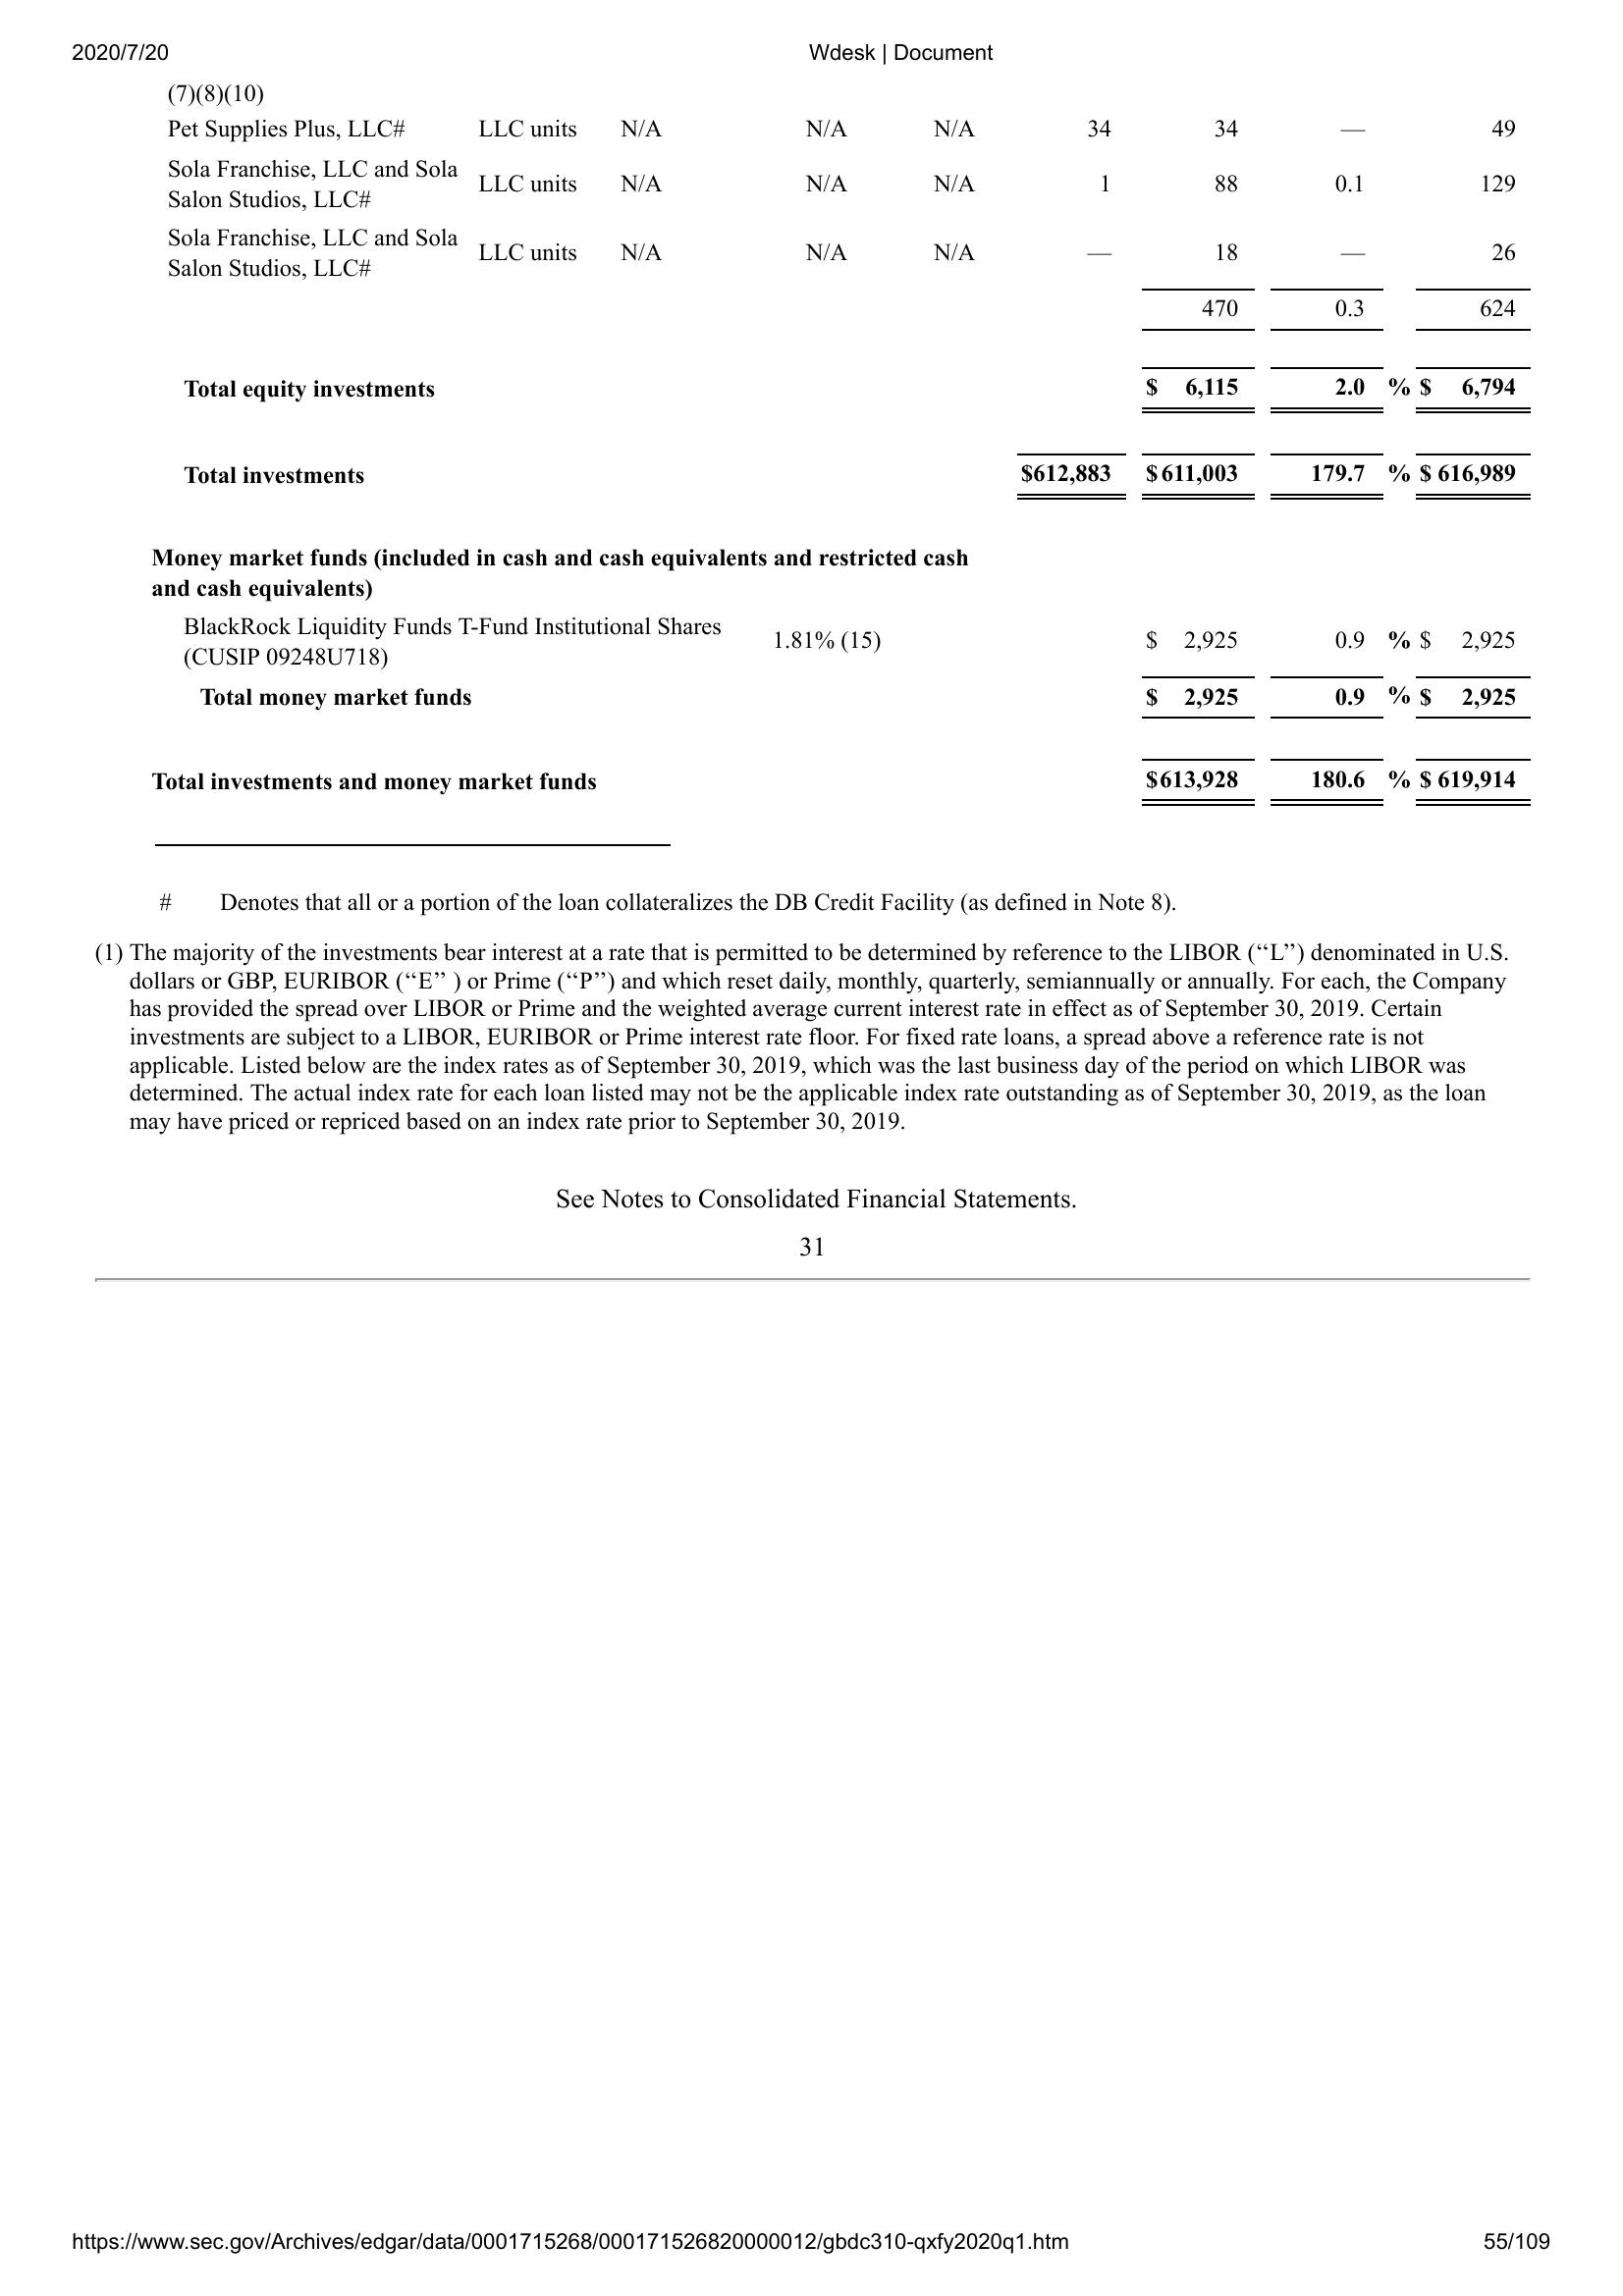 2020/7/20 Wdesk | Document
(7)(8)(10)
Pet Supplies Plus, LLC# LLC units N/A N/A N/A 34 34 — 49
Sola Franchise, LLC and Sola
Salon Studios, LLC# LLC units N/A N/A N/A 1 88 0.1 129
Sola Franchise, LLC and Sola
Salon Studios, LLC# LLC units N/A N/A N/A — 18 — 26
470 0.3 624
Total equity investments $ 6,115 2.0 % $ 6,794
Total investments $612,883 $611,003 179.7 % $ 616,989
Money market funds (included in cash and cash equivalents and restricted cash
and cash equivalents)
BlackRock Liquidity Funds T-Fund Institutional Shares
(CUSIP 09248U718) 1.81% (15) $ 2,925 0.9 % $ 2,925
Total money market funds $ 2,925 0.9 % $ 2,925
Total investments and money market funds $613,928 180.6 % $ 619,914
# Denotes that all or a portion of the loan collateralizes the DB Credit Facility (as defined in Note 8).
(1) The majority of the investments bear interest at a rate that is permitted to be determined by reference to the LIBOR (‘‘L’’) denominated in U.S.
dollars or GBP, EURIBOR (‘‘E’’ ) or Prime (‘‘P’’) and which reset daily, monthly, quarterly, semiannually or annually. For each, the Company
has provided the spread over LIBOR or Prime and the weighted average current interest rate in effect as of September 30, 2019. Certain
investments are subject to a LIBOR, EURIBOR or Prime interest rate floor. For fixed rate loans, a spread above a reference rate is not
applicable. Listed below are the index rates as of September 30, 2019, which was the last business day of the period on which LIBOR was
determined. The actual index rate for each loan listed may not be the applicable index rate outstanding as of September 30, 2019, as the loan
may have priced or repriced based on an index rate prior to September 30, 2019.
See Notes to Consolidated Financial Statements.
31
https://www.sec.gov/Archives/edgar/data/0001715268/000171526820000012/gbdc310-qxfy2020q1.htm 55/109